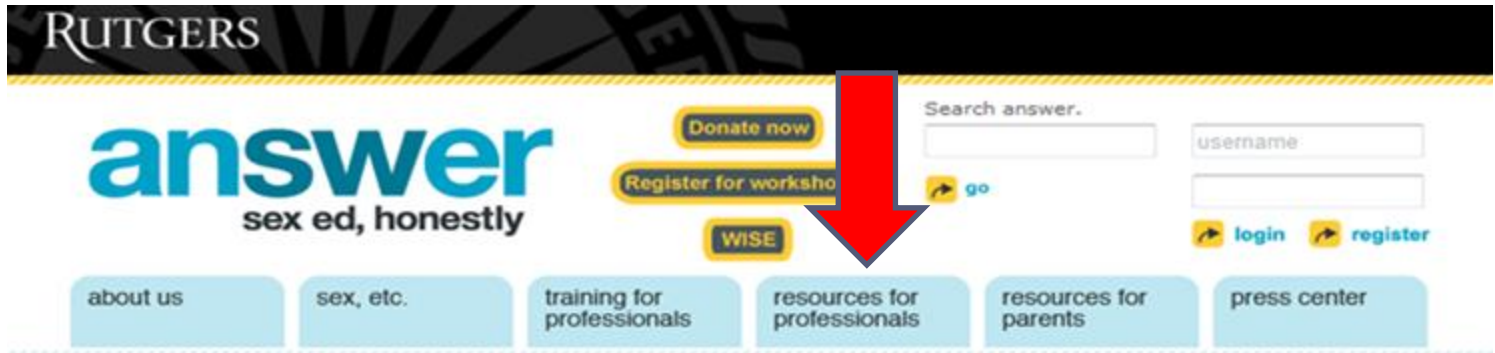 RUTGERS
answer
sex ed, honestly
Donate now
Register for
WISE
Search answer.
go
username
login register
about us
sex, etc.
training for
professionals
resources for
professionals
resources for
parents
press center